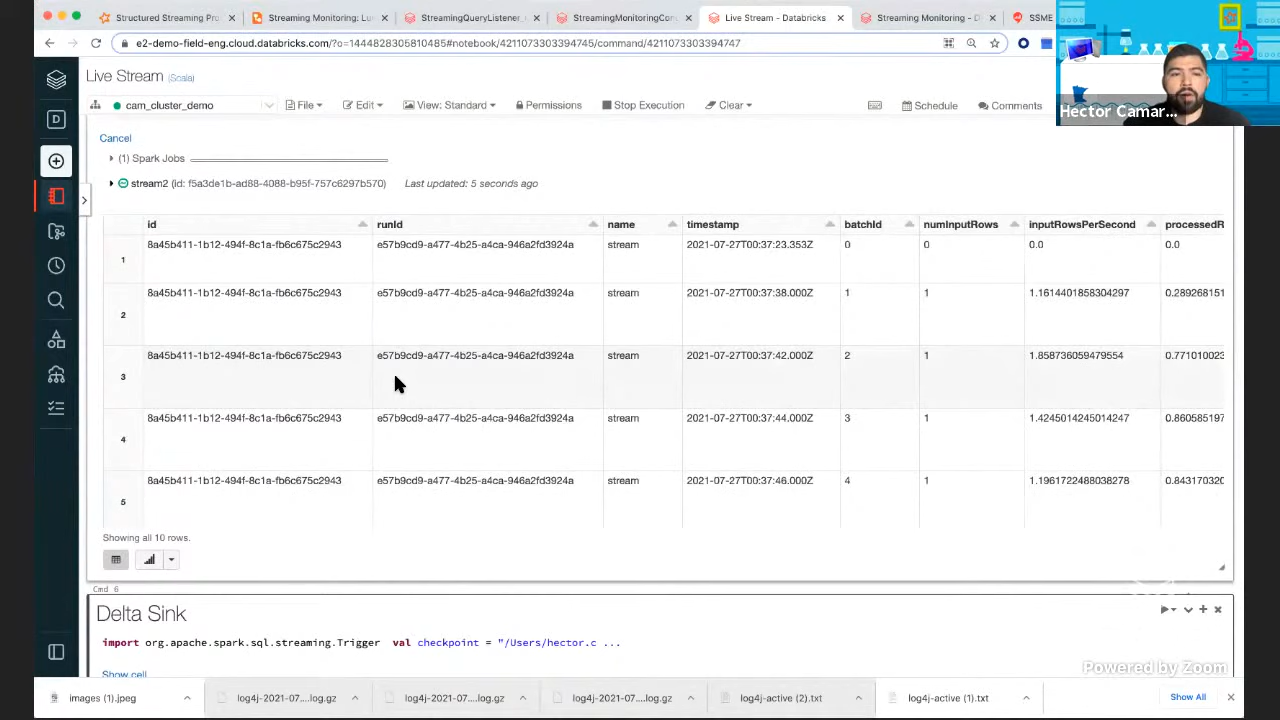 Structured Streaming Pro
Streaming Monitoring: Lu
StreamingQueryListener
StreamingMonitoringCon
Live Stream - Databricks
Streaming Monitoring - D
SSME
e2-demo-field-eng.cloud.databricks.com/?o=1444828305810485#notebook/4211073303394745/command/4211073303394747
Live Stream (Scala)
cam_cluster_demo
File
Edit
View: Standard
Permissions
Stop Execution
Clear
Schedule
Comments
Hector Camar...
Cancel
(1) Spark Jobs
stream2 (id: f5a3de1b-ad88-4088-b95f-757c6297b570) Last updated: 5 seconds ago
id runId name timestamp batchId numInputRows inputRowsPerSecond processedR
1 8a45b411-1b12-494f-8c1a-fb6c675c2943 e57b9cd9-a477-4b25-a4ca-946a2fd3924a stream 2021-07-27T00:37:23.353Z 0 0 0.0 0.0
2 8a45b411-1b12-494f-8c1a-fb6c675c2943 e57b9cd9-a477-4b25-a4ca-946a2fd3924a stream 2021-07-27T00:37:38.000Z 1 1 1.1614401858304297 0.289268151
3 8a45b411-1b12-494f-8c1a-fb6c675c2943 e57b9cd9-a477-4b25-a4ca-946a2fd3924a stream 2021-07-27T00:37:42.000Z 2 1 1.858736059479554 0.771010023
4 8a45b411-1b12-494f-8c1a-fb6c675c2943 e57b9cd9-a477-4b25-a4ca-946a2fd3924a stream 2021-07-27T00:37:44.000Z 3 1 1.4245014245014247 0.860585197
5 8a45b411-1b12-494f-8c1a-fb6c675c2943 e57b9cd9-a477-4b25-a4ca-946a2fd3924a stream 2021-07-27T00:37:46.000Z 4 1 1.1961722488038278 0.843170320
Showing all 10 rows.
Cmd 6
Delta Sink
import org.apache.spark.sql.streaming.Trigger val checkpoint = "/Users/hector.c ...
Show cell
Powered by Zoom
images (1).jpeg
log4j-2021-07....log.gz
log4j-2021-07....log.gz
log4j-2021-07....log.gz
log4j-active (2).txt
log4j-active (1).txt
Show All